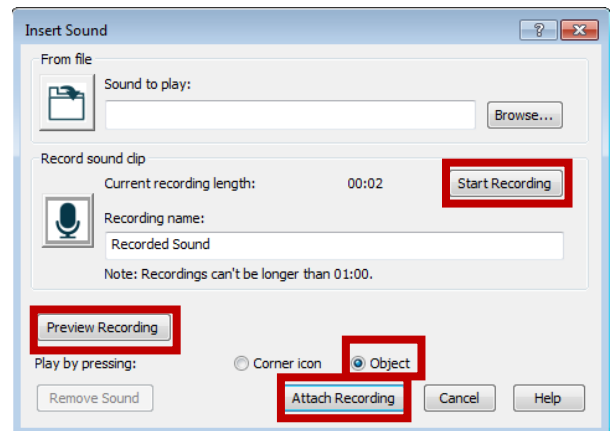 Insert Sound
From file
Sound to play:
Browse...
Record sound clip
Current recording length: 00:02 Start Recording
Recording name:
Recorded Sound
Note: Recordings can't be longer than 01:00.
Preview Recording
Play by pressing: Corner icon Object
Remove Sound Attach Recording Cancel Help